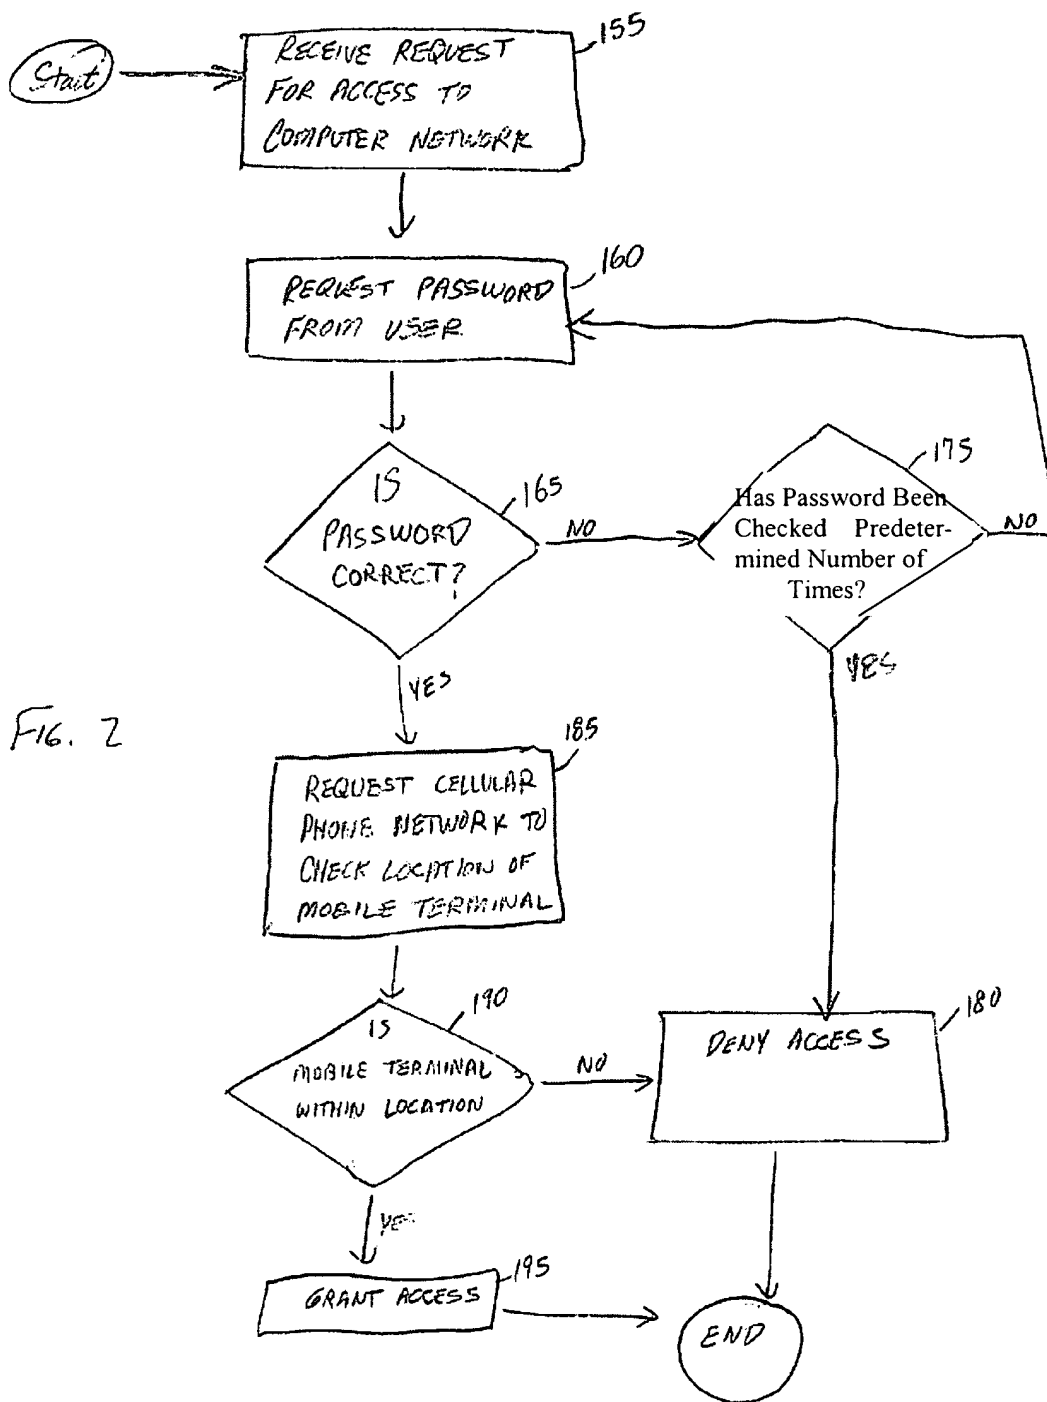 155
Start
RECEIVE REQUEST
FOR ACCESS TO
COMPUTER NETWORK
160
REQUEST PASSWORD
FROM USER
175
165
IS
PASSWORD
CORRECT?
NO
Has Password Been
Checked Predeter-
mined Number of
Times?
NO
YES
YES
FIG. 2
185
REQUEST CELLULAR
PHONE NETWORK TO
CHECK LOCATION OF
MOBILE TERMINAL
190
IS
MOBILE TERMINAL
WITHIN LOCATION
NO
180
DENY ACCESS
YES
195
GRANT ACCESS
END